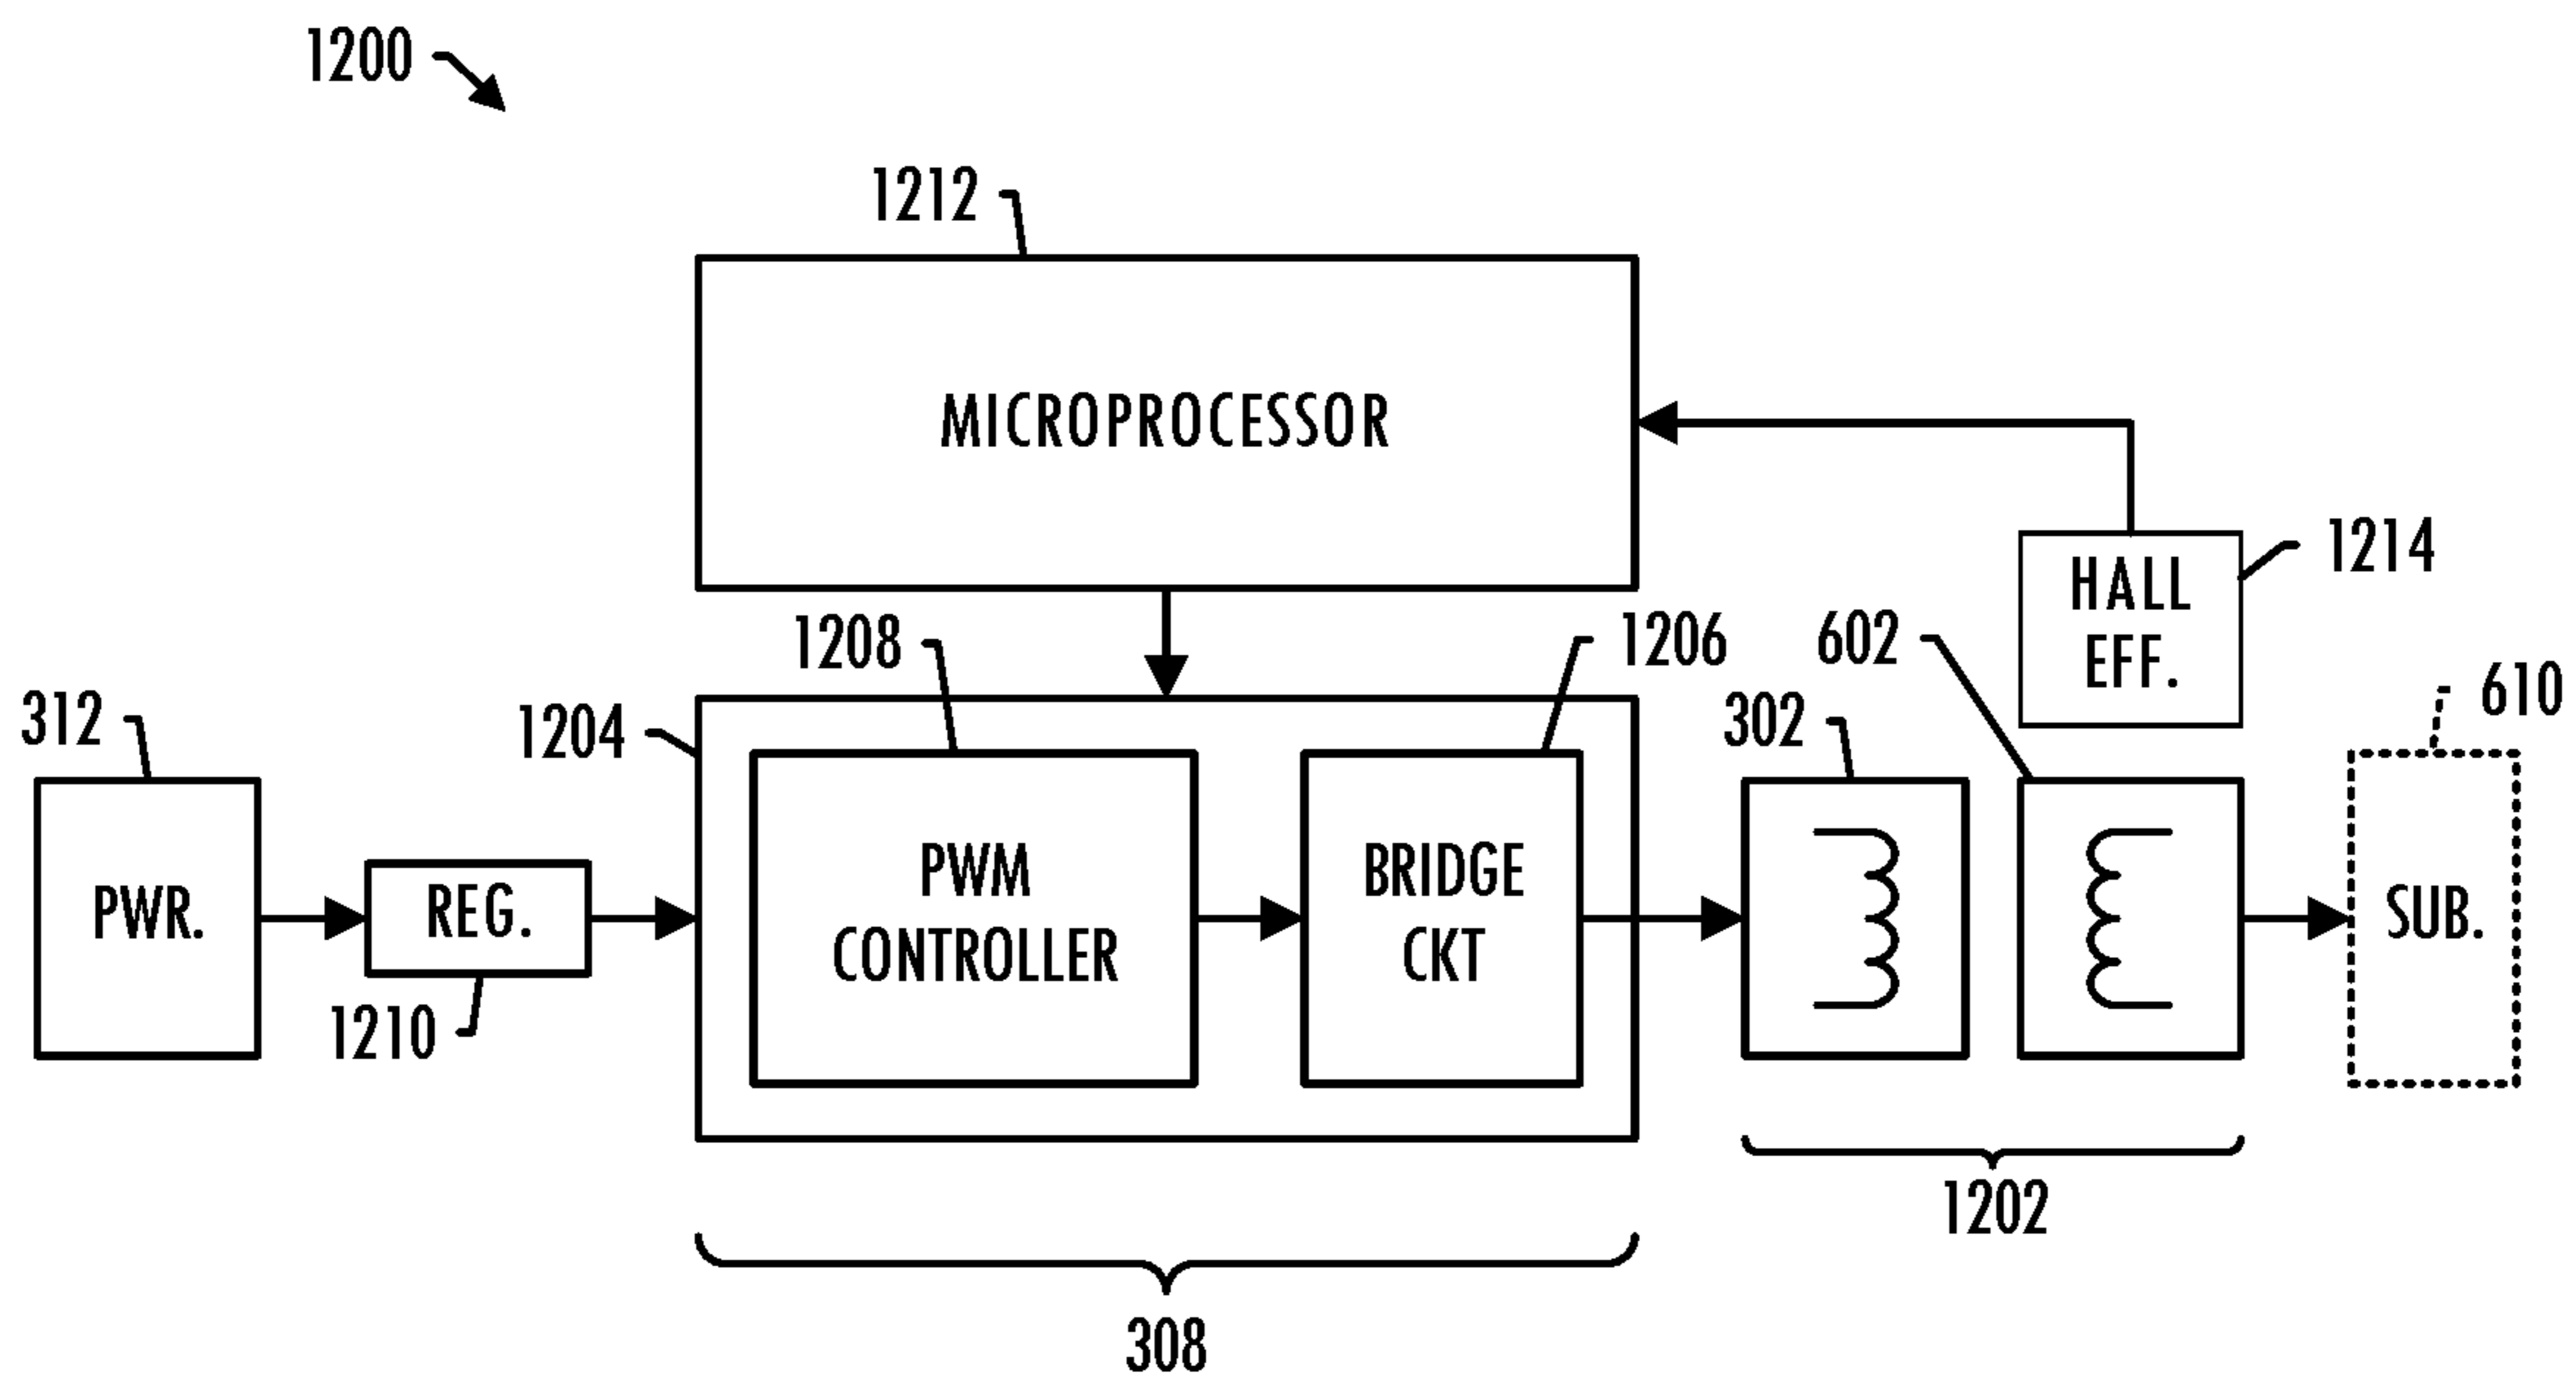 1200
1212
MICROPROCESSOR
1214
HALL
EFF.
1208
1206
602
610
312
1204
302
PWR.
REG.
PWM
CONTROLLER
BRIDGE
CKT
SUB.
1210
1202
308